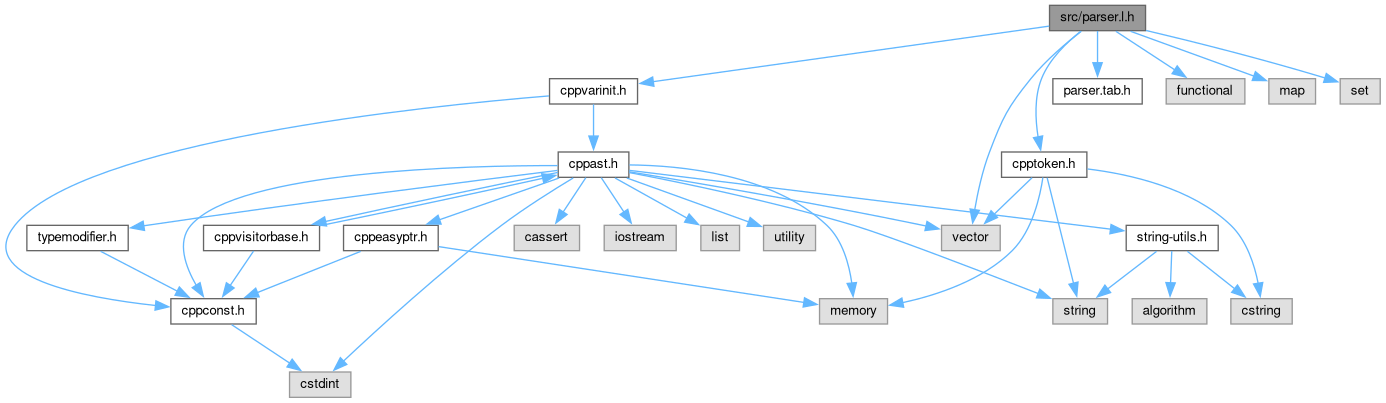 src/parser.l.h
cppvarinit.h
parser.tab.h
functional
map
set
cppast.h
cpptoken.h
typemodifier.h
cppvisitorbase.h
cppeasyptr.h
cassert
iostream
list
utility
vector
string-utils.h
cppconst.h
memory
string
algorithm
cstring
cstdint